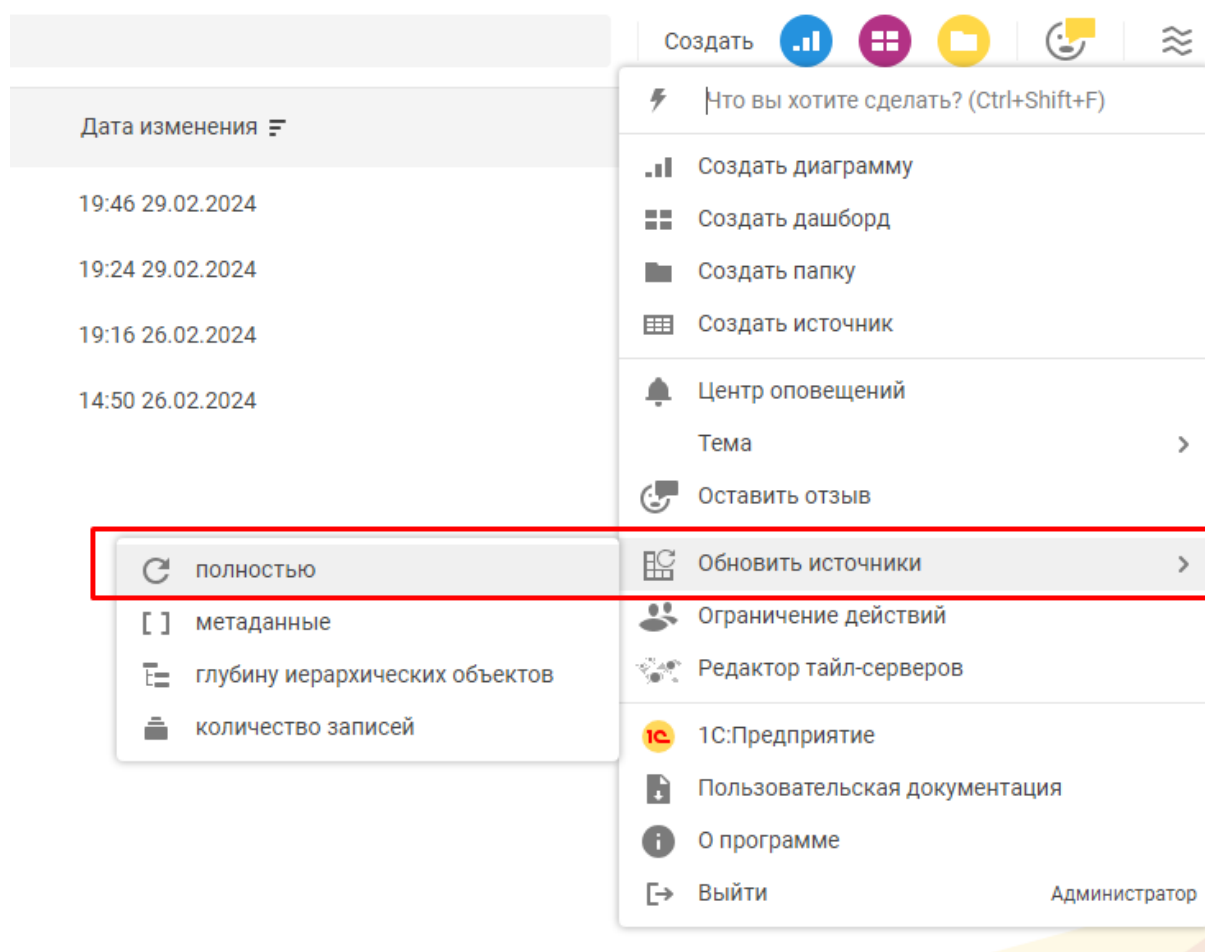 Создать
Что вы хотите сделать? (Ctrl+Shift+F)
Дата изменения
19:46 29.02.2024
19:24 29.02.2024
19:16 26.02.2024
14:50 26.02.2024
Создать диаграмму
Создать дашборд
Создать папку
Создать источник
Центр оповещений
Тема
Оставить отзыв
Обновить источники
полностью
метаданные
глубину иерархических объектов
количество записей
Ограничение действий
Редактор тайл-серверов
1С 1С:Предприятие
Пользовательская документация
О программе
Выйти Администратор